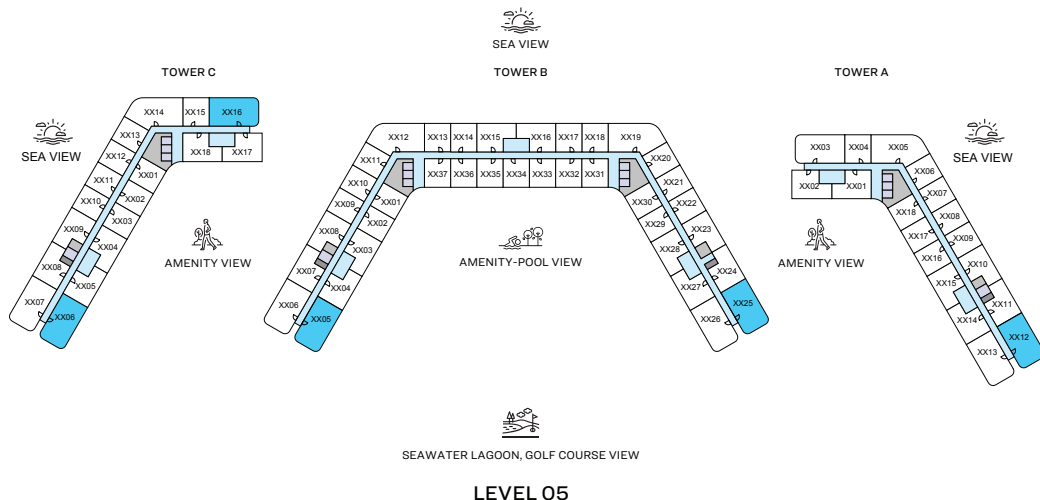 SEA VIEW
TOWER C
TOWER B
TOWER A
SEA VIEW
SEA VIEW
XX14
XX15
XX16
XX13
XX18
XX17
XX12
XX01
XX11
XX02
XX10
XX03
XX09
XX04
XX08
XX05
XX07
XX06
AMENITY VIEW
XX12
XX13
XX14
XX15
XX16
XX17
XX18
XX19
XX11
XX37
XX36
XX35
XX34
XX33
XX32
XX31
XX20
XX10
XX01
XX30
XX21
XX09
XX29
XX22
XX08
XX03
XX28
XX23
XX07
XX04
XX27
XX24
XX06
XX05
XX26
XX25
AMENITY-POOL VIEW
XX03
XX04
XX05
XX02
XX01
XX06
XX07
XX18
XX08
XX17
XX09
XX16
XX10
XX15
XX11
XX14
XX12
XX13
AMENITY VIEW
SEAWATER LAGOON, GOLF COURSE VIEW
LEVEL 05